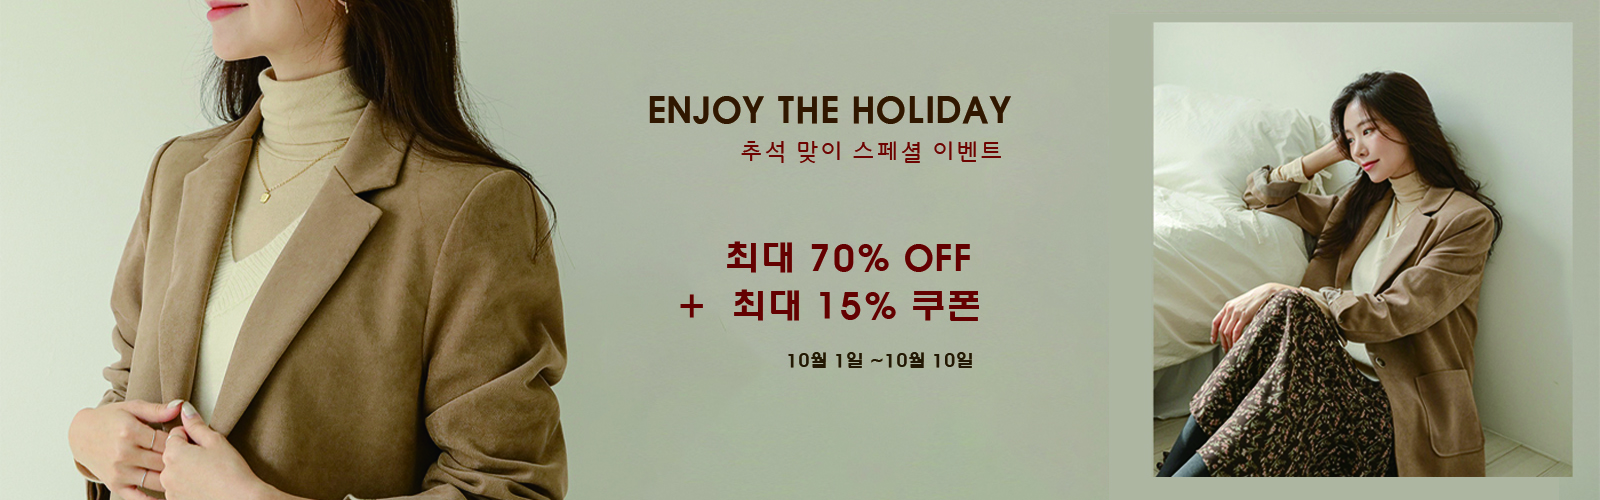 ENJOY THE HOLIDAY
추석 맞이 스페셜 이벤트
최대 70% OFF
+ 최대 15% 쿠폰
10월 1일 ~10월 10일